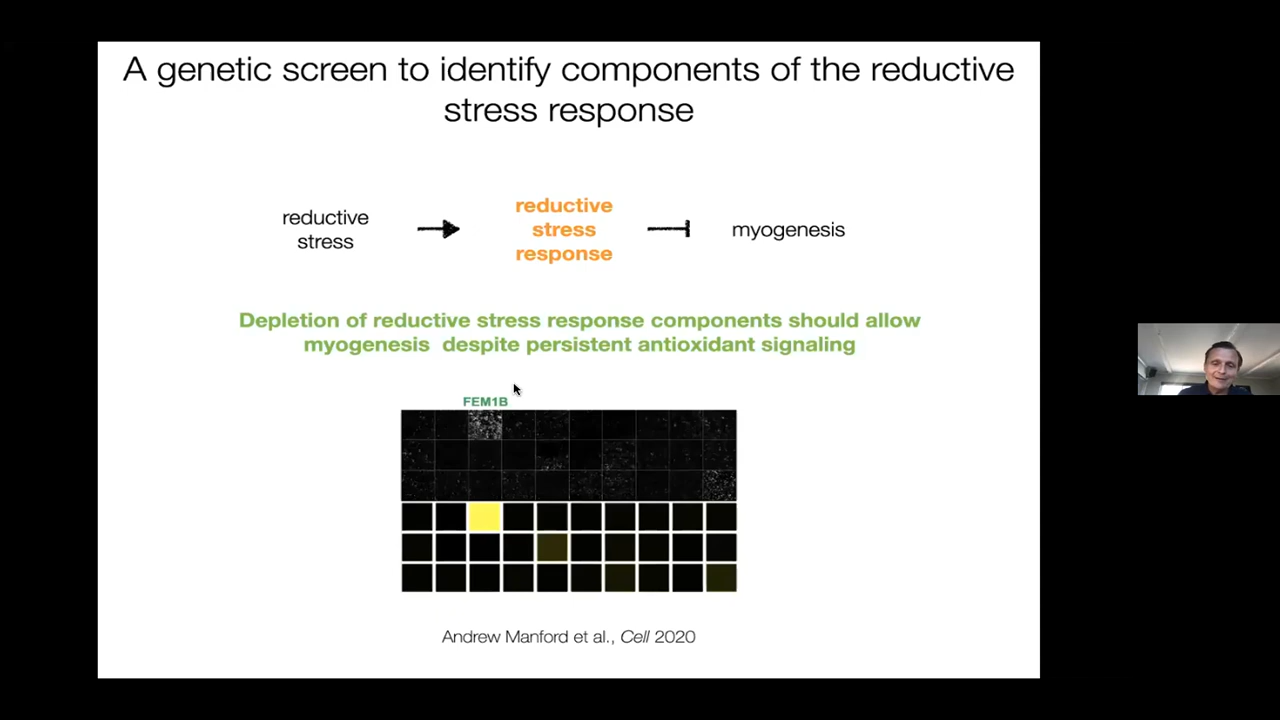 A genetic screen to identify components of the reductive
stress response
reductive
stress
reductive
stress
response
myogenesis
Depletion of reductive stress response components should allow
myogenesis despite persistent antioxidant signaling
FEM1B
Andrew Manford et al., Cell 2020